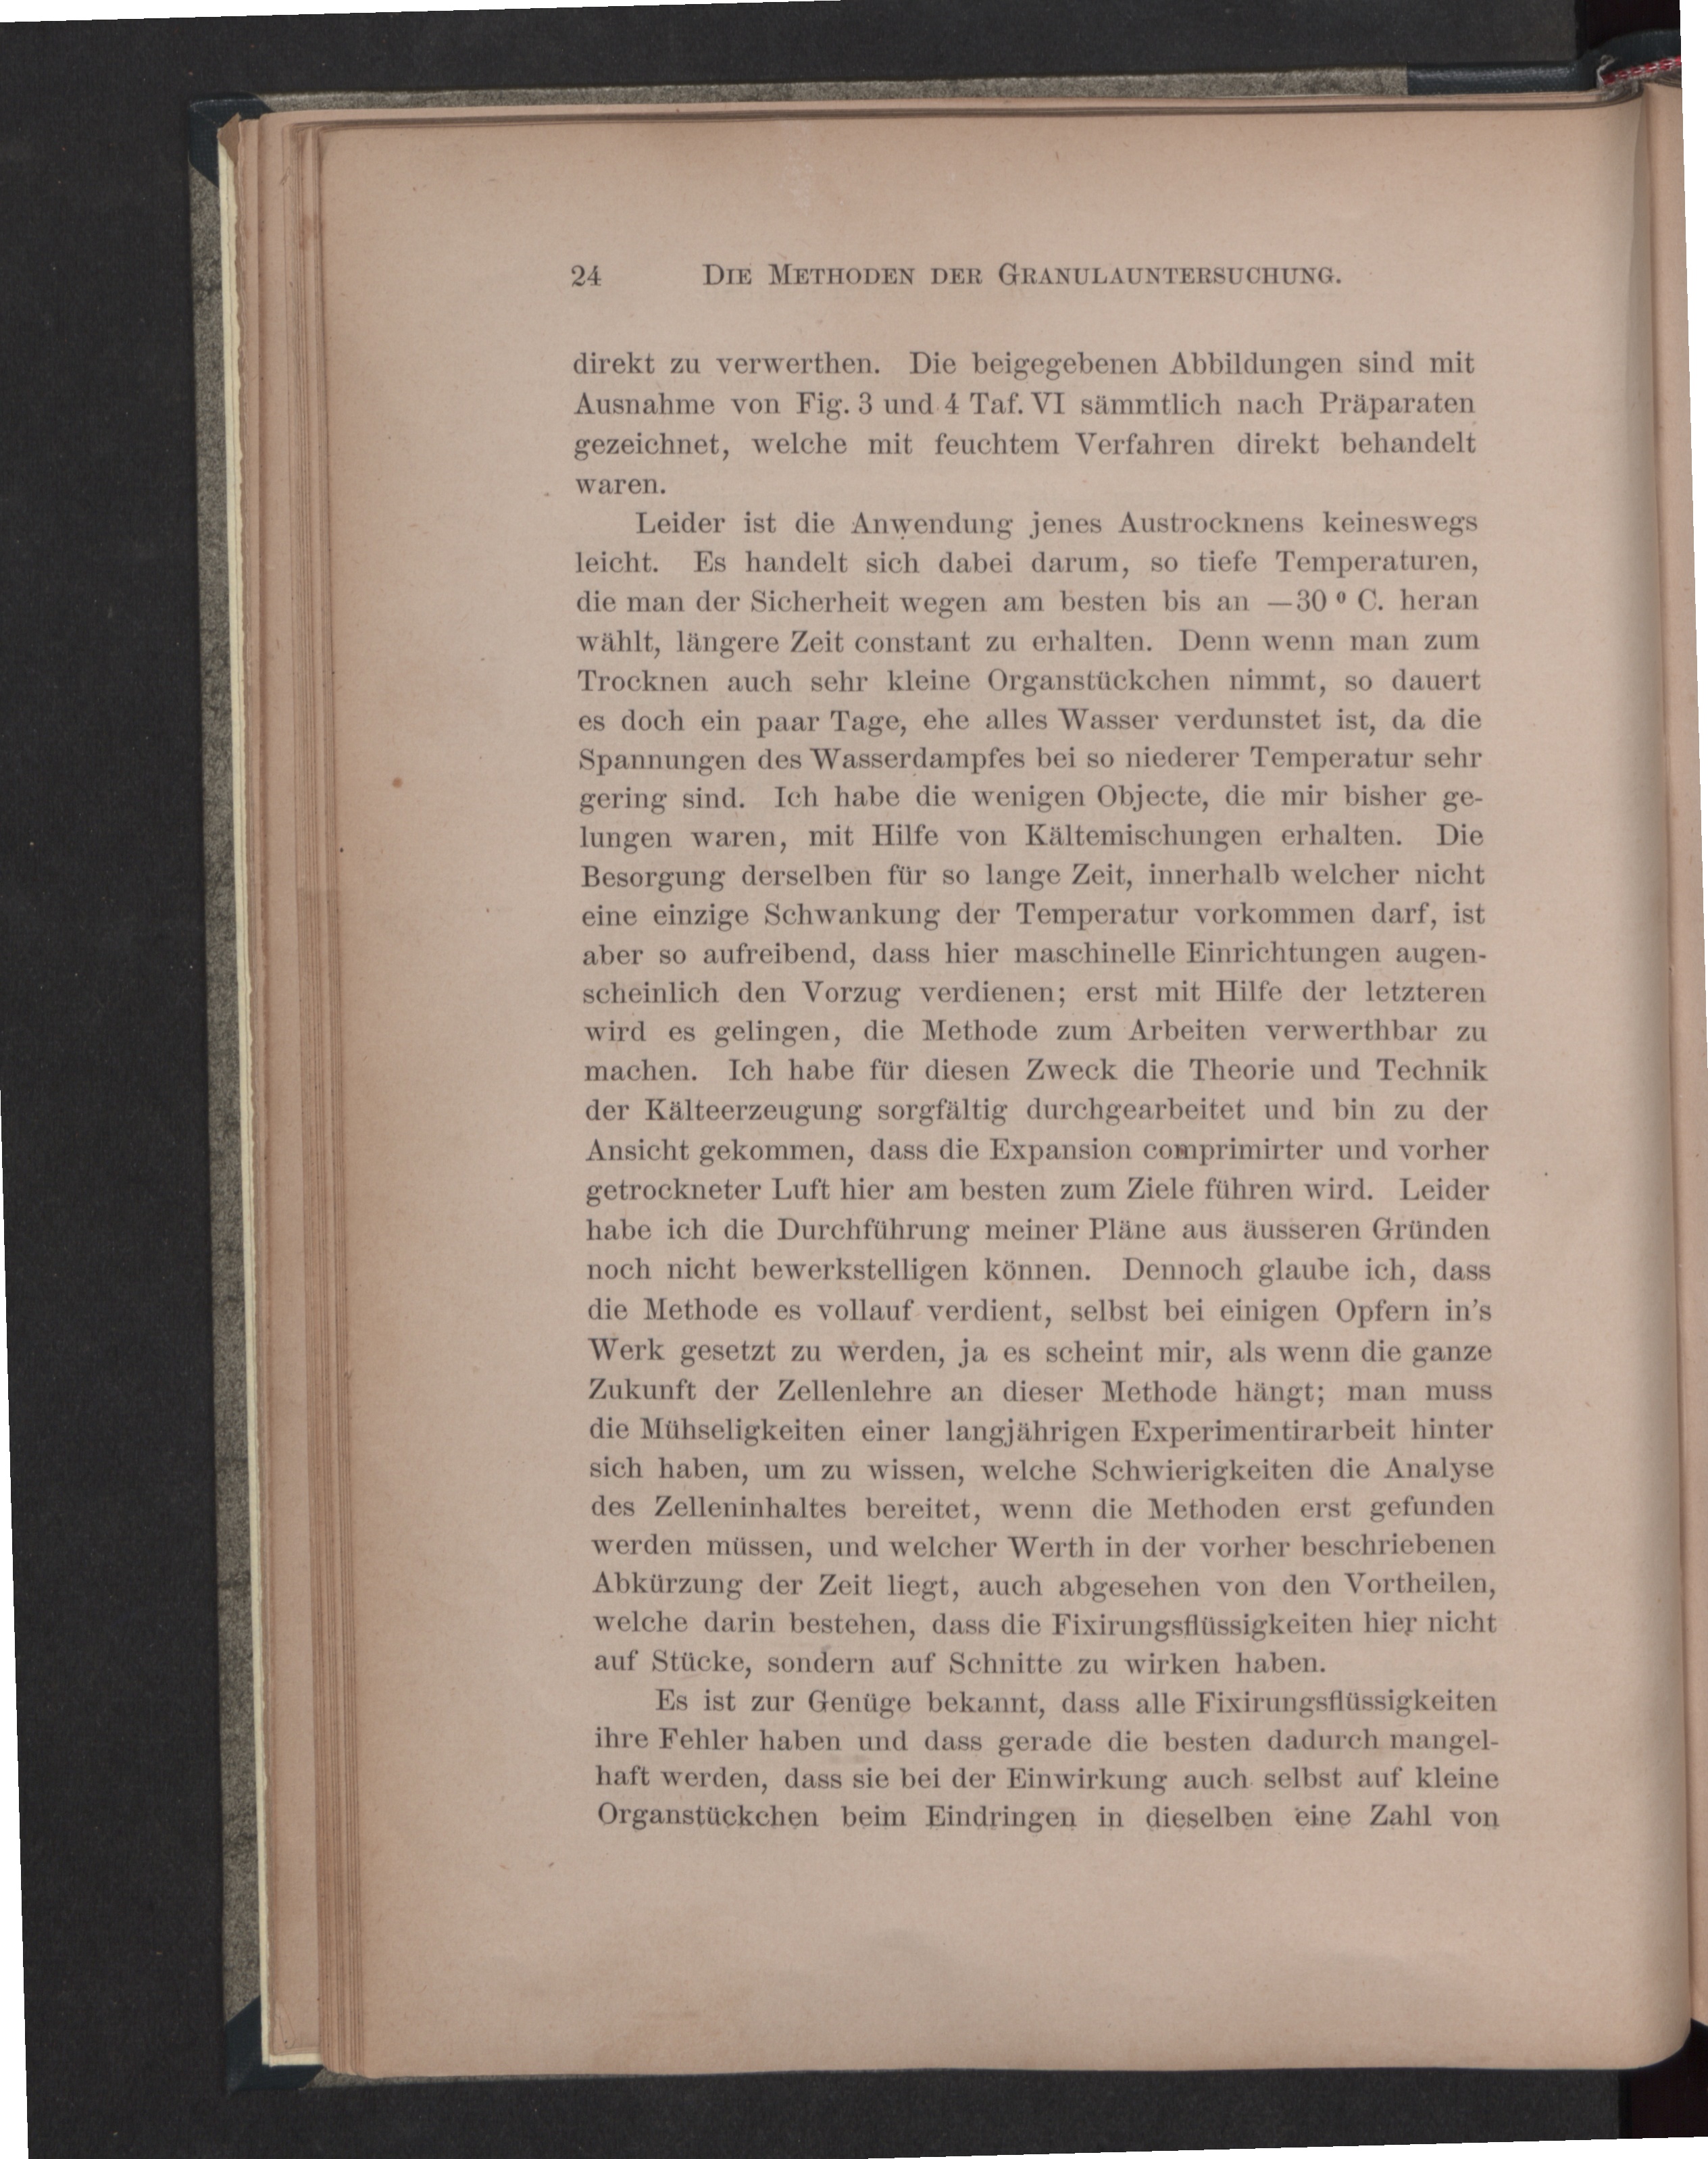 24 DIE METHODEN DER GRANULAUNTERSUCHUNG.
direkt zu verwerthen. Die beigegebenen Abbildungen sind mit
Ausnahme von Fig. 3 und 4 Taf. VI sämmtlich nach Präparaten
gezeichnet, welche mit feuchtem Verfahren direkt behandelt
waren.
Leider ist die Anwendung jenes Austrocknens keineswegs
leicht. Es handelt sich dabei darum, so tiefe Temperaturen,
die man der Sicherheit wegen am besten bis an —30 ⁰ C. heran
wählt, längere Zeit constant zu erhalten. Denn wenn man zum
Trocknen auch sehr kleine Organstückchen nimmt, so dauert
es doch ein paar Tage, ehe alles Wasser verdunstet ist, da die
Spannungen des Wasserdampfes bei so niederer Temperatur sehr
gering sind. Ich habe die wenigen Objecte, die mir bisher ge-
lungen waren, mit Hilfe von Kältemischungen erhalten. Die
Besorgung derselben für so lange Zeit, innerhalb welcher nicht
eine einzige Schwankung der Temperatur vorkommen darf, ist
aber so aufreibend, dass hier maschinelle Einrichtungen augen-
scheinlich den Vorzug verdienen; erst mit Hilfe der letzteren
wird es gelingen, die Methode zum Arbeiten verwerthbar zu
machen. Ich habe für diesen Zweck die Theorie und Technik
der Kälteerzeugung sorgfältig durchgearbeitet und bin zu der
Ansicht gekommen, dass die Expansion comprimirter und vorher
getrockneter Luft hier am besten zum Ziele führen wird. Leider
habe ich die Durchführung meiner Pläne aus äusseren Gründen
noch nicht bewerkstelligen können. Dennoch glaube ich, dass
die Methode es vollauf verdient, selbst bei einigen Opfern in's
Werk gesetzt zu werden, ja es scheint mir, als wenn die ganze
Zukunft der Zellenlehre an dieser Methode hängt; man muss
die Mühseligkeiten einer langjährigen Experimentirarbeit hinter
sich haben, um zu wissen, welche Schwierigkeiten die Analyse
des Zelleninhaltes bereitet, wenn die Methoden erst gefunden
werden müssen, und welcher Werth in der vorher beschriebenen
Abkürzung der Zeit liegt, auch abgesehen von den Vortheilen,
welche darin bestehen, dass die Fixirungsflüssigkeiten hier nicht
auf Stücke, sondern auf Schnitte zu wirken haben.
Es ist zur Genüge bekannt, dass alle Fixirungsflüssigkeiten
ihre Fehler haben und dass gerade die besten dadurch mangel-
haft werden, dass sie bei der Einwirkung auch selbst auf kleine
Organstückchen beim Eindringen in dieselben eine Zahl von